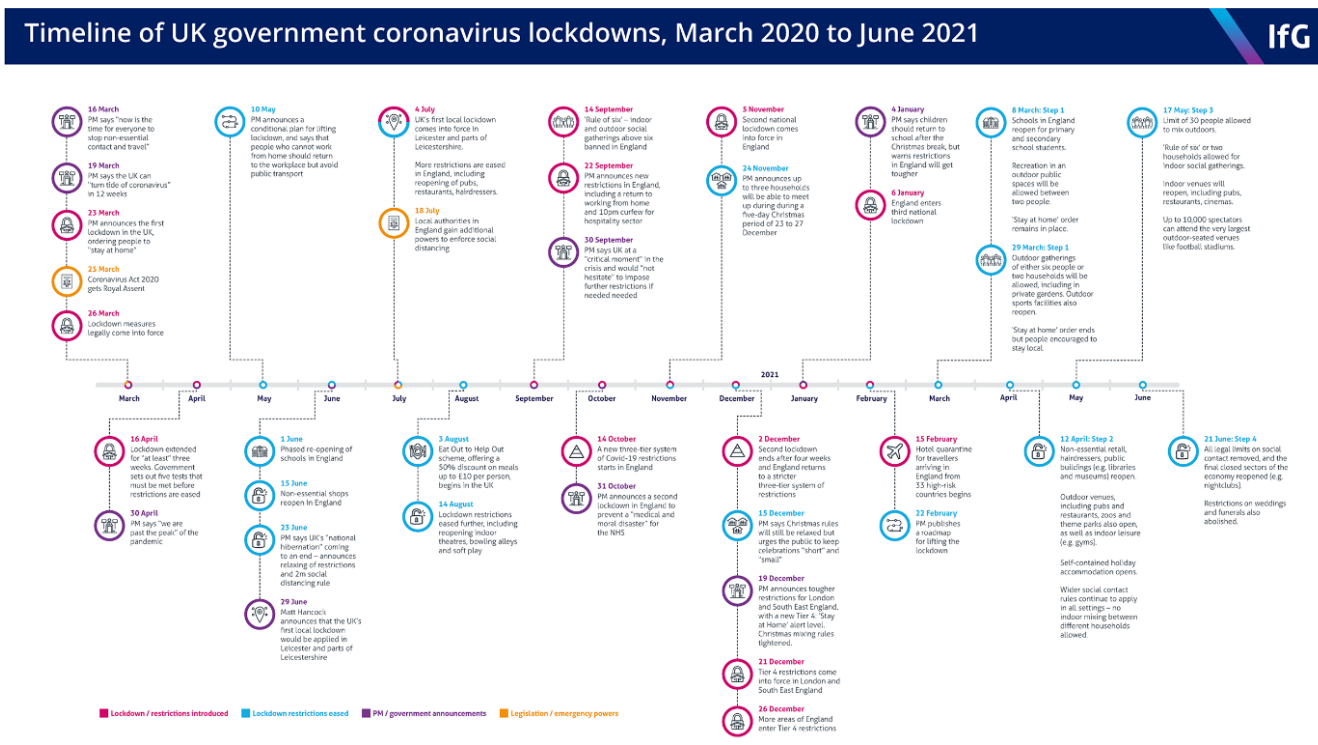 Timeline of UK government coronavirus lockdowns, March 2020 to June 2021
IfG
16 March
PM says "now is the
time for everyone to
stop non-essential
contact and travel"
19 March
PM says the UK can
"turn tide of coronavirus"
in 12 weeks
23 March
PM announces the first
lockdown in the UK,
ordering people to
"stay at home"
25 March
Coronavirus Act 2020
gets Royal Assent
26 March
Lockdown measures
legally come into force
10 May
PM announces a
conditional plan for lifting
lockdown, and says that
people who cannot work
from home should return
to the workplace but avoid
public transport
4 July
UK's first local lockdown
comes into force in
Leicester and parts of
Leicestershire.
More restrictions are eased
in England, including
reopening of pubs,
restaurants, hairdressers.
18 July
Local authorities in
England gain additional
powers to enforce social
distancing
14 September
'Rule of six' – indoor
and outdoor social
gatherings above six
banned in England
22 September
PM announces new
restrictions in England,
including a return to
working from home
and 10pm curfew for
hospitality sector
30 September
PM says UK at a
"critical moment" in the
crisis and would "not
hesitate" to impose
further restrictions if
needed needed
5 November
Second national
lockdown comes
into force in
England
24 November
PM announces up
to three households
will be able to meet
up during during a
five-day Christmas
period of 23 to 27
December
4 January
PM says children
should return to
school after the
Christmas break, but
warns restrictions
in England will get
tougher
6 January
England enters
third national
lockdown
8 March: Step 1
Schools in England
reopen for primary
and secondary
school students.
Recreation in an
outdoor public
spaces will be
allowed between
two people.
'Stay at home' order
remains in place.
29 March: Step 1
Outdoor gatherings
of either six people or
two households will be
allowed, including in
private gardens. Outdoor
sports facilities also
reopen.
'Stay at home' order ends
but people encouraged to
stay local.
17 May: Step 3
Limit of 30 people allowed
to mix outdoors.
'Rule of six' or two
households allowed for
indoor social gatherings.
Indoor venues will
reopen, including pubs,
restaurants, cinemas.
Up to 10,000 spectators
can attend the very largest
outdoor-seated venues
like football stadiums.
2021
March April May June July August September October November December January February March April May June
16 April
Lockdown extended
for "at least" three
weeks. Government
sets out five tests that
must be met before
restrictions are eased
30 April
PM says "we are
past the peak" of the
pandemic
1 June
Phased re-opening of
schools in England
15 June
Non-essential shops
reopen in England
23 June
PM says UK's "national
hibernation" coming
to an end – announces
relaxing of restrictions
and 2m social
distancing rule
29 June
Matt Hancock
announces that the UK's
first local lockdown
would be applied in
Leicester and parts of
Leicestershire
3 August
Eat Out to Help Out
scheme, offering a
50% discount on meals
up to £10 per person,
begins in the UK
14 August
Lockdown restrictions
eased further, including
reopening indoor
theatres, bowling alleys
and soft play
14 October
A new three-tier system
of Covid-19 restrictions
starts in England
31 October
PM announces a second
lockdown in England to
prevent a "medical and
moral disaster" for
the NHS
2 December
Second lockdown
ends after four weeks
and England returns
to a stricter
three-tier system of
restrictions
15 December
PM says Christmas rules
will still be relaxed but
urges the public to keep
celebrations "short" and
"small"
19 December
PM announces tougher
restrictions for London
and South East England,
with a new Tier 4: 'Stay
at Home' alert level.
Christmas mixing rules
tightened.
21 December
Tier 4 restrictions come
into force in London and
South East England
26 December
More areas of England
enter Tier 4 restrictions
15 February
Hotel quarantine
for travellers
arriving in
England from
33 high-risk
countries begins
22 February
PM publishes
a roadmap
for lifting the
lockdown
12 April: Step 2
Non-essential retail,
hairdressers, public
buildings (e.g. libraries
and museums) reopen.
Outdoor venues,
including pubs and
restaurants, zoos and
theme parks also open,
as well as indoor leisure
(e.g. gyms).
Self-contained holiday
accommodation opens.
Wider social contact
rules continue to apply
in all settings – no
indoor mixing between
different households
allowed.
21 June: Step 4
All legal limits on social
contact removed, and the
final closed sectors of the
economy reopened (e.g.
nightclubs).
Restrictions on weddings
and funerals also
abolished.
Lockdown / restrictions introduced
Lockdown restrictions eased
PM / government announcements
Legislation / emergency powers